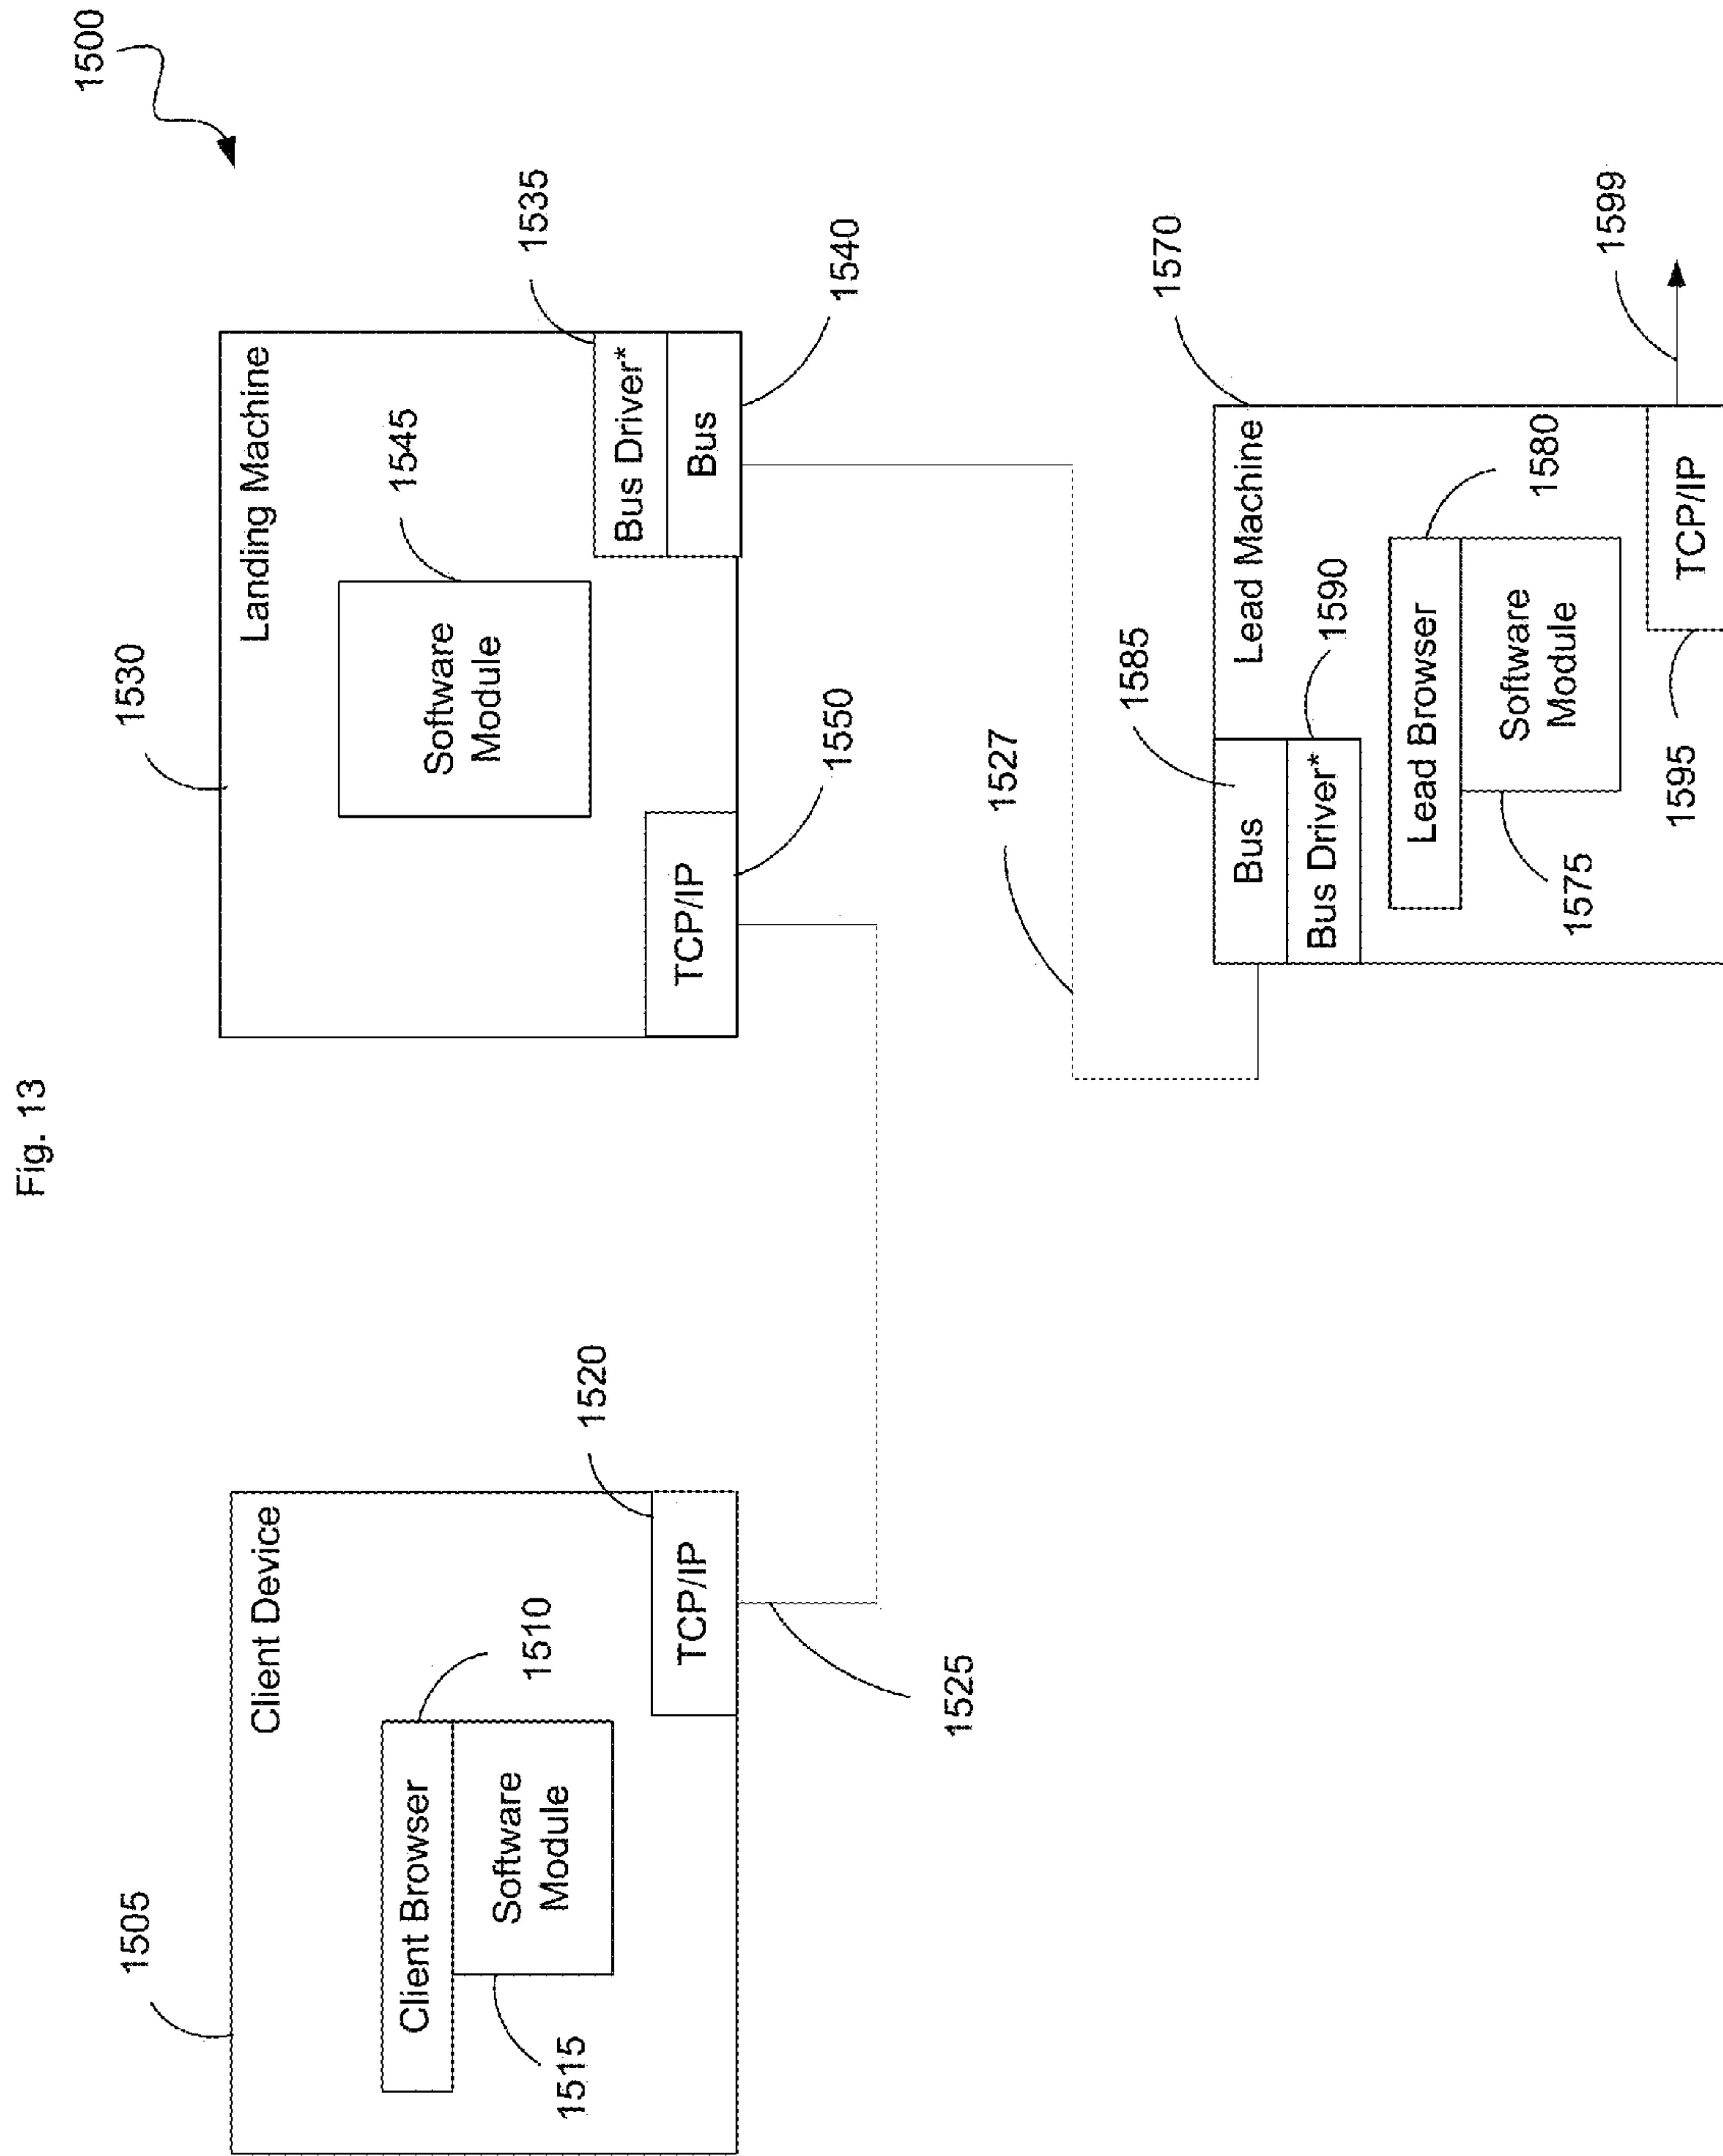 Fig. 13
1500
1505
Client Device
1510
Client Browser
Software
Module
1515
TCP/IP
1520
1525
1530
Landing Machine
1545
Software
Module
1535
Bus Driver*
Bus
1540
TCP/IP
1550
1527
1570
Lead Machine
1585
Bus
Bus Driver*
1590
Lead Browser
1580
Software
Module
1575
TCP/IP
1595
1599